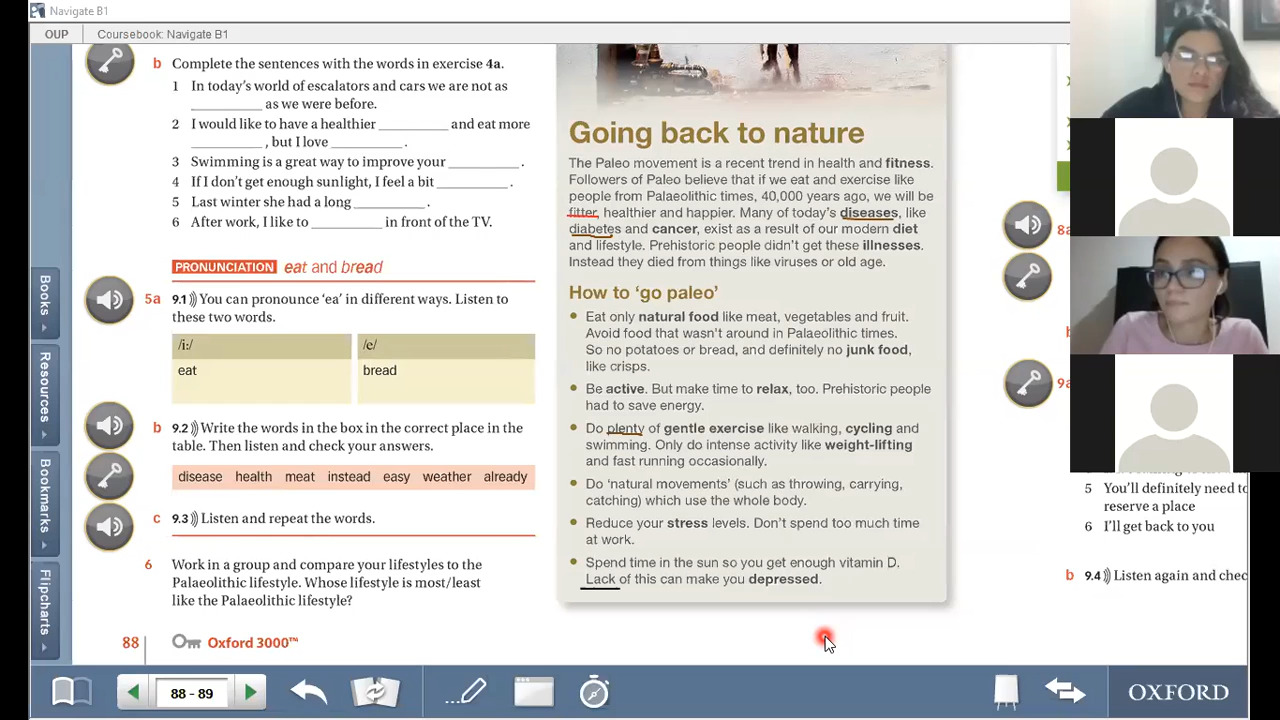 Navigate B1
OUP
Coursebook: Navigate B1
b Complete the sentences with the words in exercise 4a.
1 In today's world of escalators and cars we are not as
__________ as we were before.
2 I would like to have a healthier __________ and eat more
__________ , but I love __________ .
3 Swimming is a great way to improve your __________ .
4 If I don't get enough sunlight, I feel a bit __________ .
5 Last winter she had a long __________ .
6 After work, I like to __________ in front of the TV.
PRONUNCIATION eat and bread
5a 9.1 You can pronounce 'ea' in different ways. Listen to
these two words.
/iː/ /e/
eat bread
b 9.2 Write the words in the box in the correct place in the
table. Then listen and check your answers.
disease health meat instead easy weather already
c 9.3 Listen and repeat the words.
6 Work in a group and compare your lifestyles to the
Palaeolithic lifestyle. Whose lifestyle is most/least
like the Palaeolithic lifestyle?
88 Oxford 3000™
Going back to nature
The Paleo movement is a recent trend in health and fitness.
Followers of Paleo believe that if we eat and exercise like
people from Palaeolithic times, 40,000 years ago, we will be
fitter, healthier and happier. Many of today's diseases, like
diabetes and cancer, exist as a result of our modern diet
and lifestyle. Prehistoric people didn't get these illnesses.
Instead they died from things like viruses or old age.
How to 'go paleo'
• Eat only natural food like meat, vegetables and fruit.
Avoid food that wasn't around in Palaeolithic times.
So no potatoes or bread, and definitely no junk food,
like crisps.
• Be active. But make time to relax, too. Prehistoric people
had to save energy.
• Do plenty of gentle exercise like walking, cycling and
swimming. Only do intense activity like weight-lifting
and fast running occasionally.
• Do 'natural movements' (such as throwing, carrying,
catching) which use the whole body.
• Reduce your stress levels. Don't spend too much time
at work.
• Spend time in the sun so you get enough vitamin D.
Lack of this can make you depressed.
8a
b
9a
5 You'll definitely need to
reserve a place
6 I'll get back to you
b 9.4 Listen again and chec
Books
Resources
Bookmarks
Flipcharts
88 - 89
OXFORD